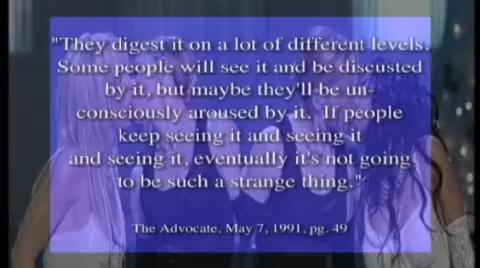 "They digest it on a lot of different levels.
Some people will see it and be discusted
by it, but maybe they'll be un-
consciously aroused by it. If people
keep seeing it and seeing it
and seeing it, eventually it's not going
to be such a strange thing."
The Advocate, May 7, 1991, pg. 49